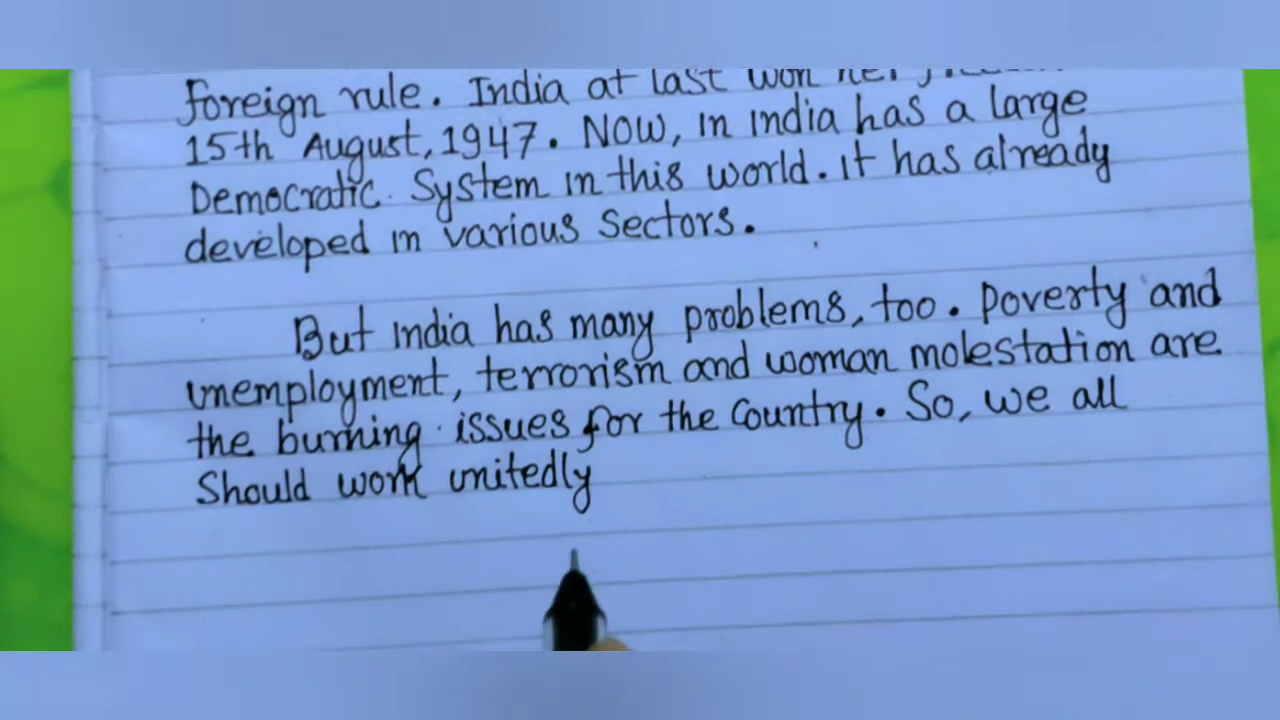 foreign rule. India at last won her
15th August, 1947. Now, in india has a large
Democratic System in this world. it has already
developed in various sectors.
But india has many problems, too. poverty and
unemployment, terrorism and woman molestation are
the burning issues for the country. So, we all
Should work unitedly